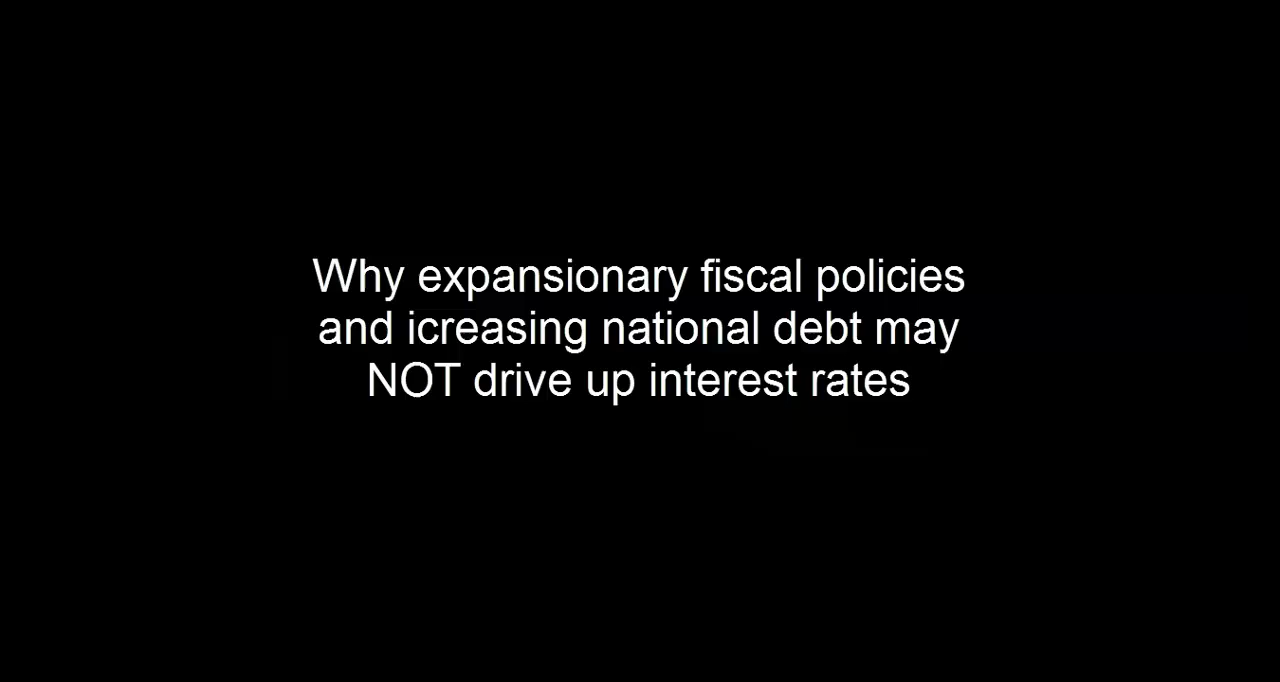 Why expansionary fiscal policies
and icreasing national debt may
NOT drive up interest rates